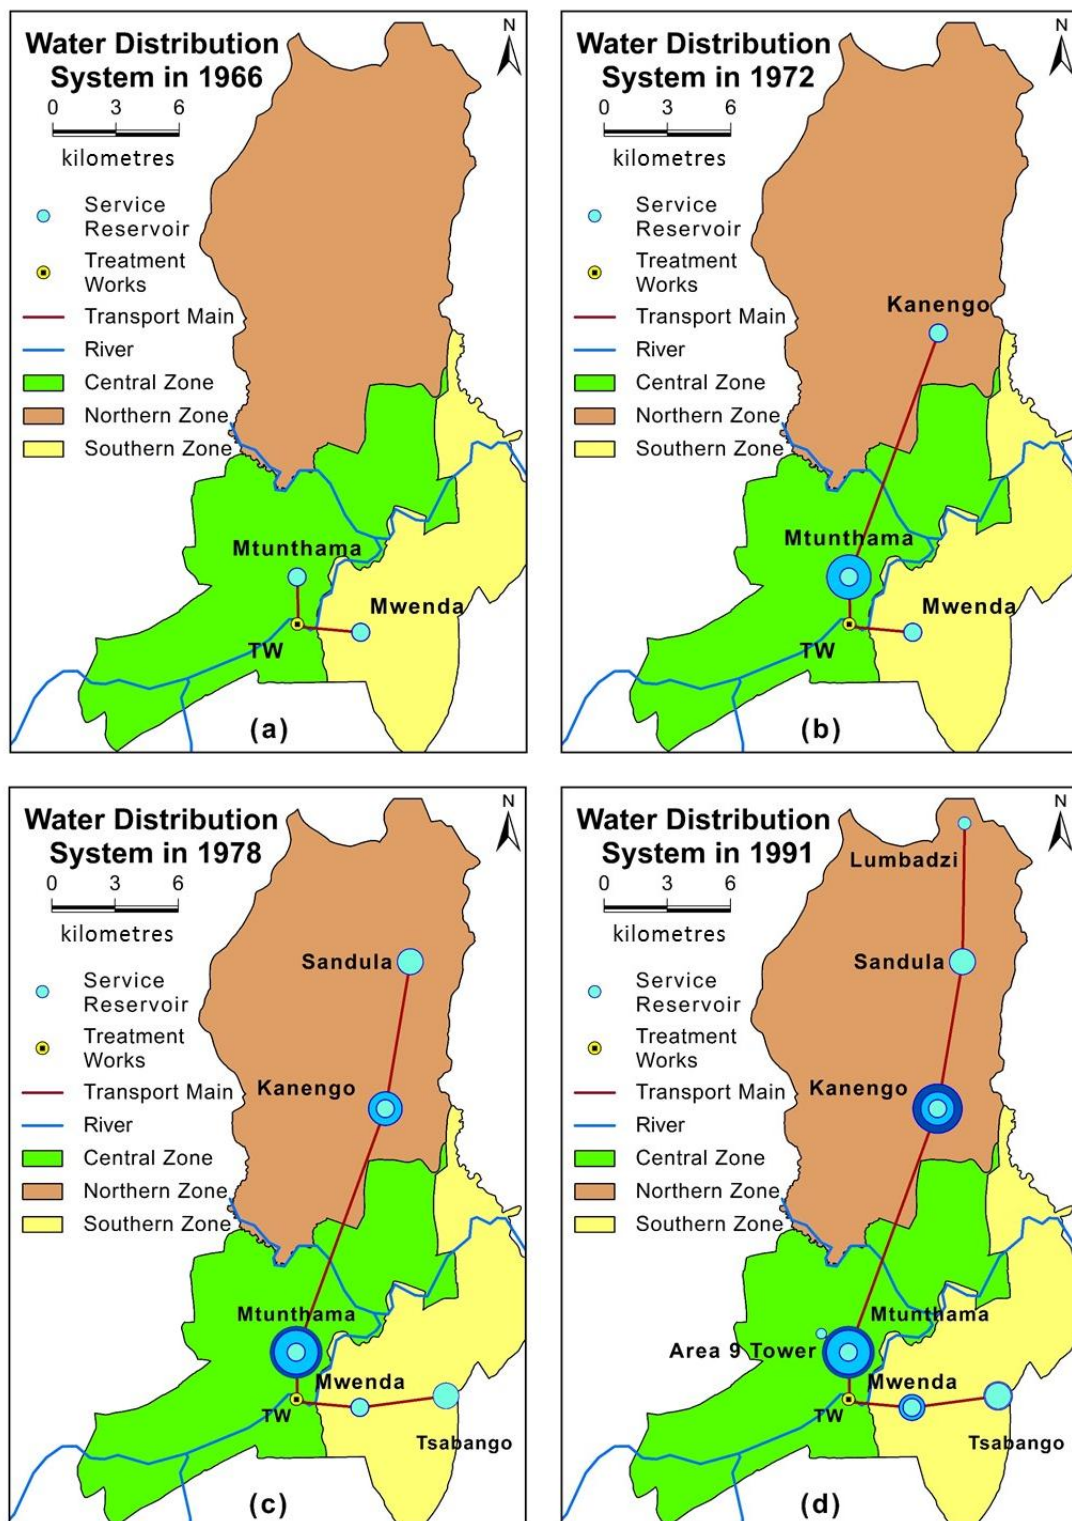 Water Distribution
System in 1966
N
0 3 6
kilometres
Service
Reservoir
Treatment
Works
Transport Main
River
Central Zone
Northern Zone
Southern Zone
Mtunthama
Mwenda
TW
(a)
Water Distribution
System in 1972
N
0 3 6
kilometres
Service
Reservoir
Treatment
Works
Transport Main
River
Central Zone
Northern Zone
Southern Zone
Kanengo
Mtunthama
Mwenda
TW
(b)
Water Distribution
System in 1978
N
0 3 6
kilometres
Service
Reservoir
Treatment
Works
Transport Main
River
Central Zone
Northern Zone
Southern Zone
Sandula
Kanengo
Mtunthama
Mwenda
TW
Tsabango
(c)
Water Distribution
System in 1991
N
0 3 6
kilometres
Service
Reservoir
Treatment
Works
Transport Main
River
Central Zone
Northern Zone
Southern Zone
Lumbadzi
Sandula
Kanengo
Mtunthama
Area 9 Tower
Mwenda
TW
Tsabango
(d)